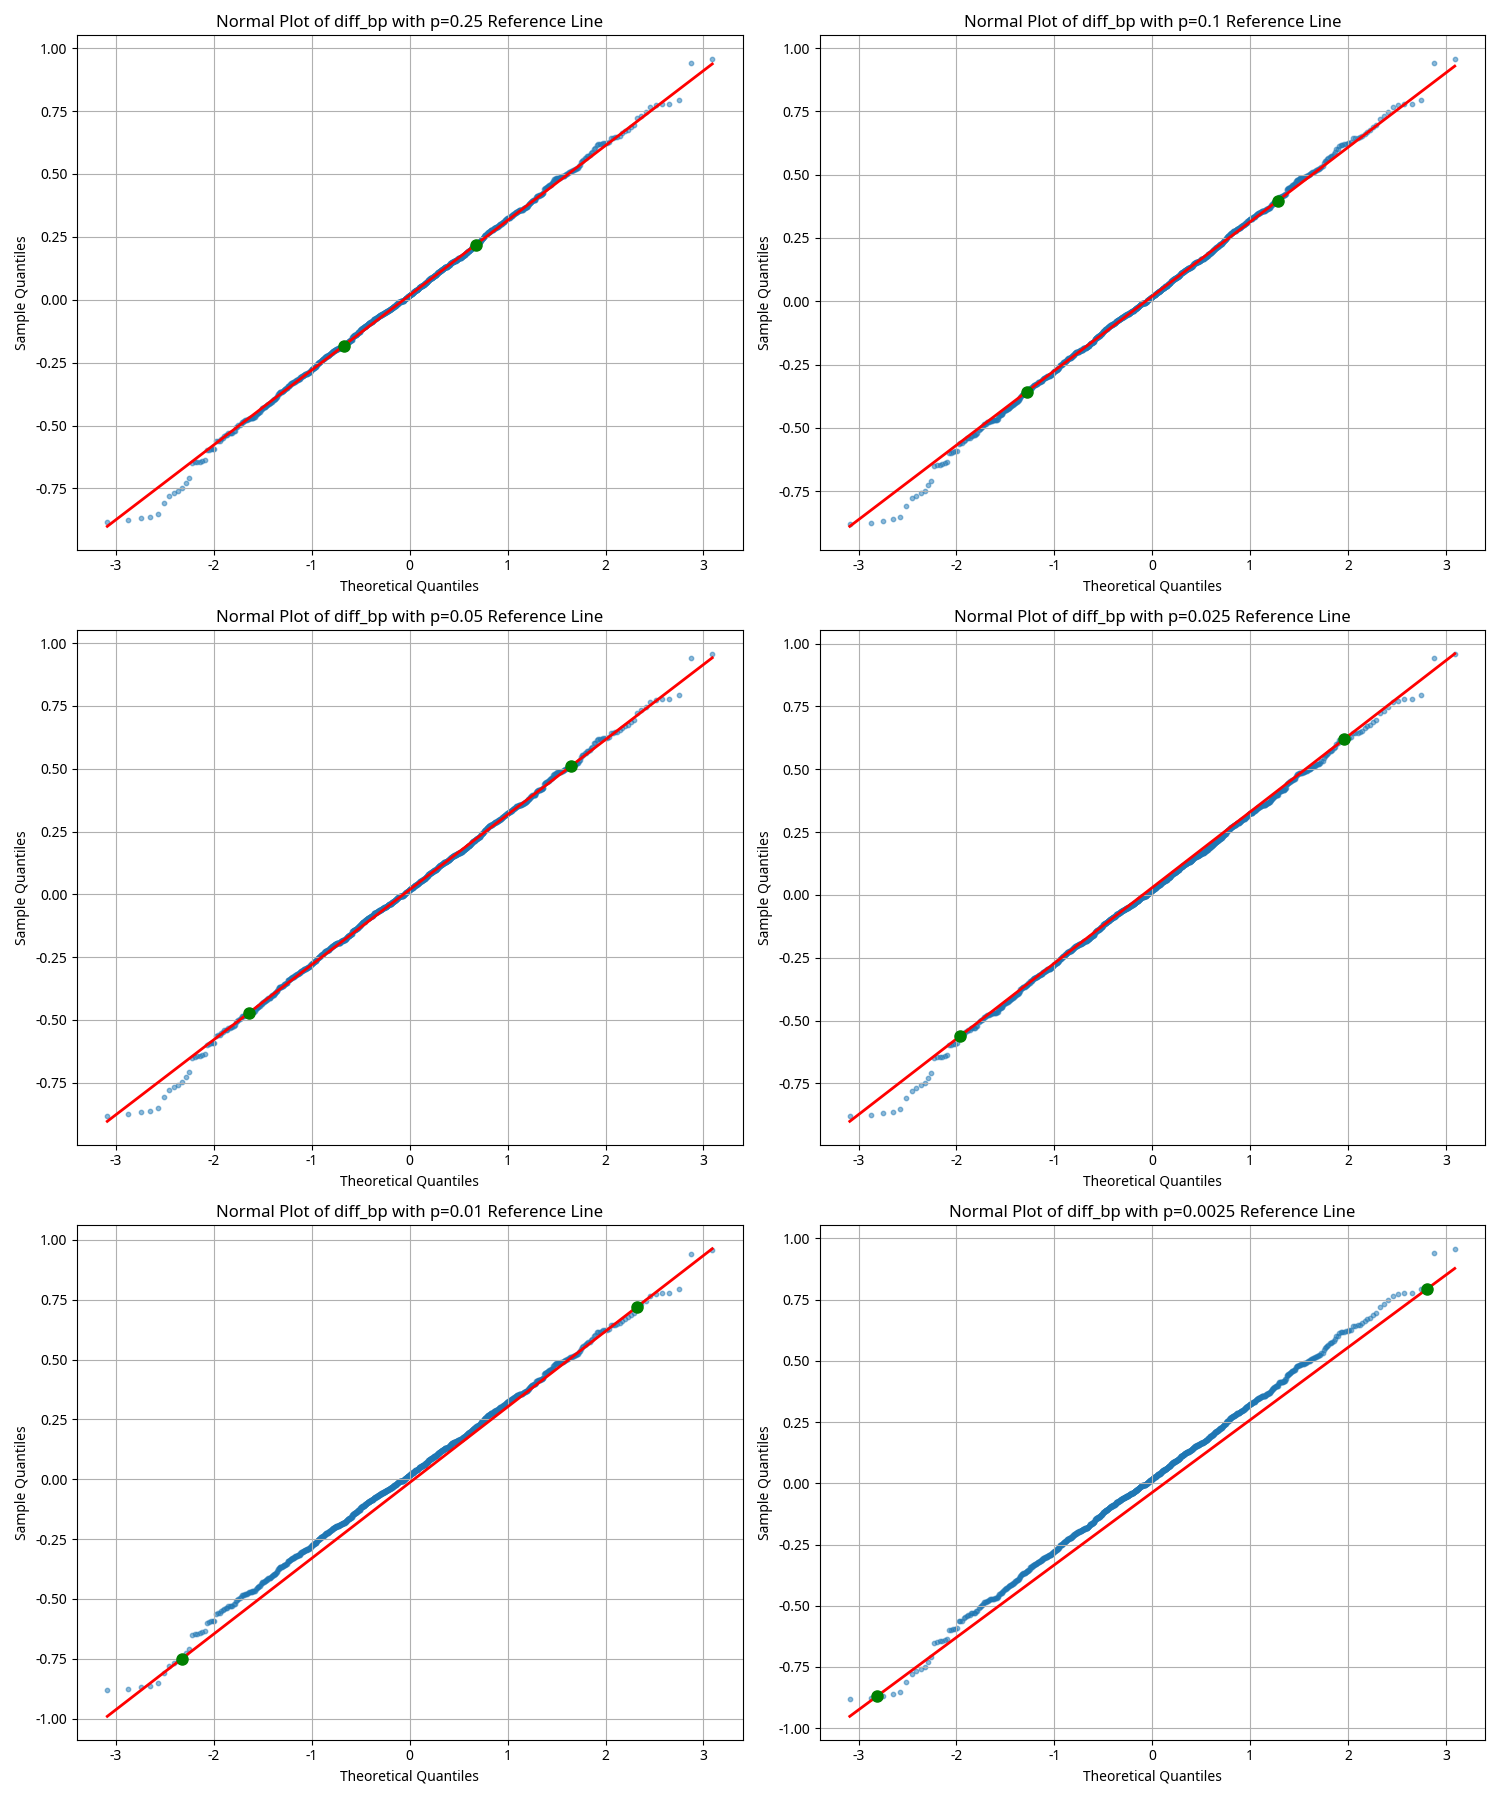 Normal Plot of diff_bp with p=0.25 Reference Line
1.00
0.75
0.50
0.25
0.00
-0.25
-0.50
-0.75
Sample Quantiles
-3 -2 -1 0 1 2 3
Theoretical Quantiles
Normal Plot of diff_bp with p=0.1 Reference Line
1.00
0.75
0.50
0.25
0.00
-0.25
-0.50
-0.75
Sample Quantiles
-3 -2 -1 0 1 2 3
Theoretical Quantiles
Normal Plot of diff_bp with p=0.05 Reference Line
1.00
0.75
0.50
0.25
0.00
-0.25
-0.50
-0.75
Sample Quantiles
-3 -2 -1 0 1 2 3
Theoretical Quantiles
Normal Plot of diff_bp with p=0.025 Reference Line
1.00
0.75
0.50
0.25
0.00
-0.25
-0.50
-0.75
Sample Quantiles
-3 -2 -1 0 1 2 3
Theoretical Quantiles
Normal Plot of diff_bp with p=0.01 Reference Line
1.00
0.75
0.50
0.25
0.00
-0.25
-0.50
-0.75
-1.00
Sample Quantiles
-3 -2 -1 0 1 2 3
Theoretical Quantiles
Normal Plot of diff_bp with p=0.0025 Reference Line
1.00
0.75
0.50
0.25
0.00
-0.25
-0.50
-0.75
-1.00
Sample Quantiles
-3 -2 -1 0 1 2 3
Theoretical Quantiles